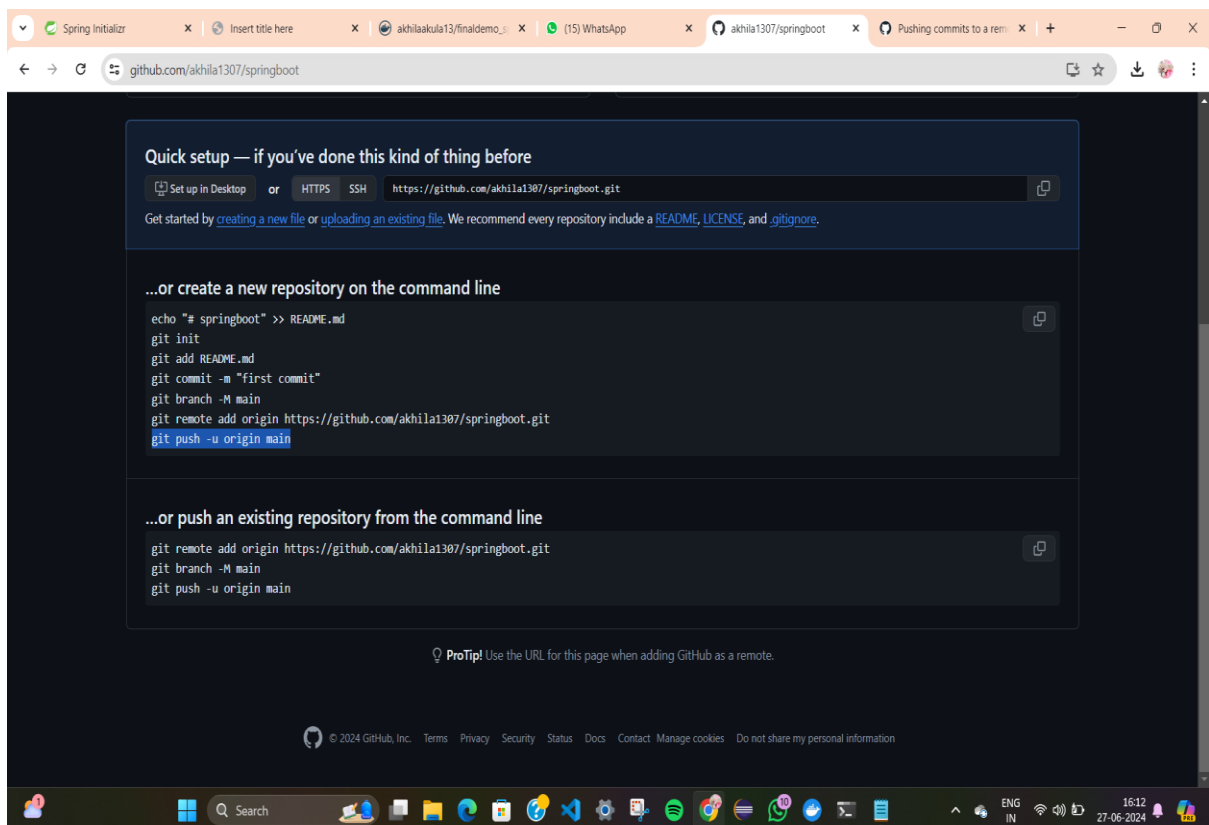 Spring Initializr
Insert title here
akhilaakula13/finaldemo_s
(15) WhatsApp
akhila1307/springboot
Pushing commits to a rem
github.com/akhila1307/springboot
Quick setup — if you've done this kind of thing before
Set up in Desktop or HTTPS SSH https://github.com/akhila1307/springboot.git
Get started by creating a new file or uploading an existing file. We recommend every repository include a README, LICENSE, and .gitignore.
...or create a new repository on the command line
echo "# springboot" >> README.md
git init
git add README.md
git commit -m "first commit"
git branch -M main
git remote add origin https://github.com/akhila1307/springboot.git
git push -u origin main
...or push an existing repository from the command line
git remote add origin https://github.com/akhila1307/springboot.git
git branch -M main
git push -u origin main
ProTip! Use the URL for this page when adding GitHub as a remote.
© 2024 GitHub, Inc. Terms Privacy Security Status Docs Contact Manage cookies Do not share my personal information
1
Search
10
PRE
ENG
IN
16:12
27-06-2024